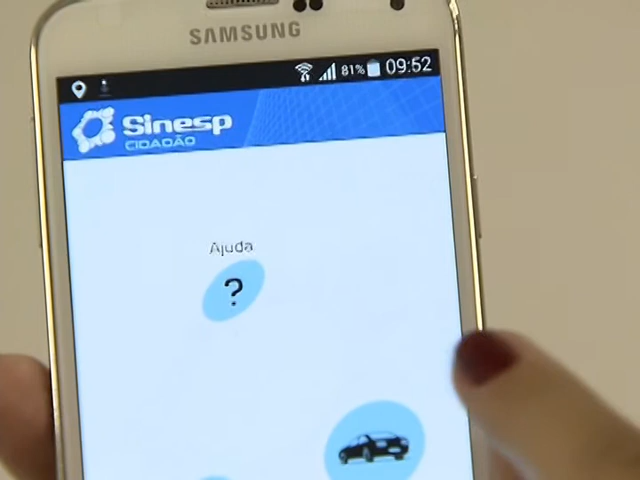 SAMSUNG
81% 09:52
Sinesp
CIDADÃO
Ajuda
?